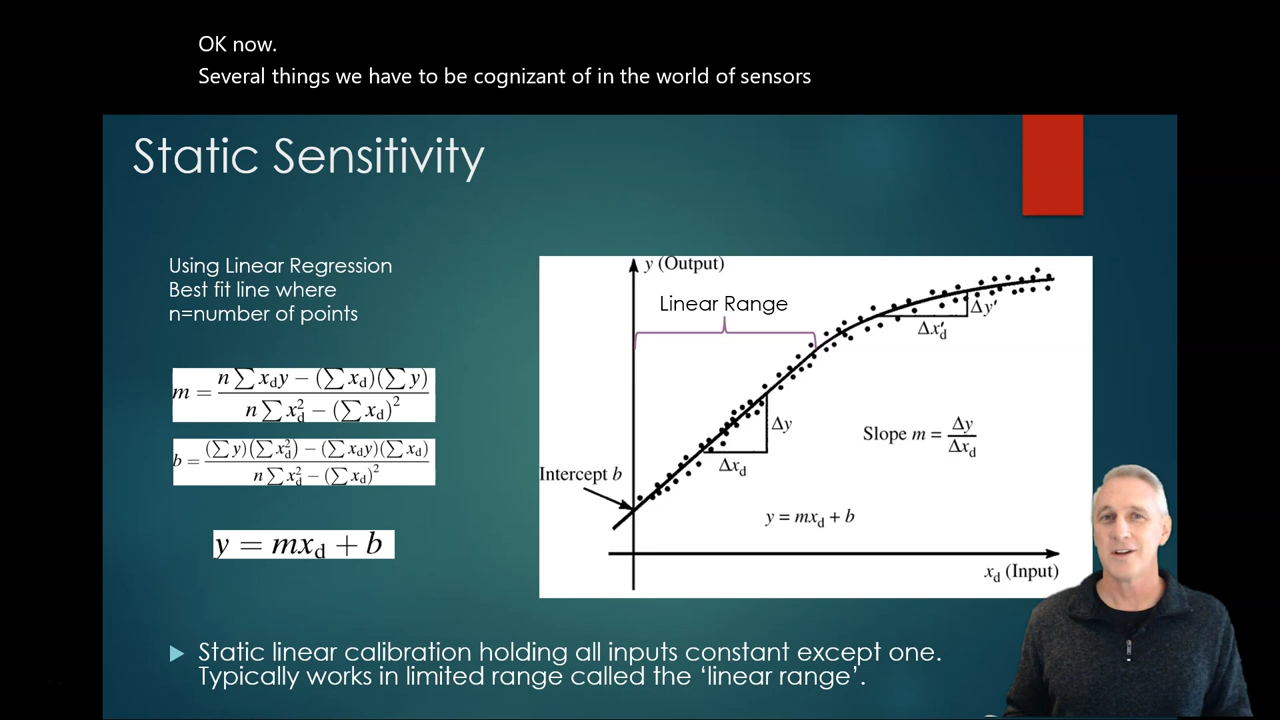 OK now.
Several things we have to be cognizant of in the world of sensors
Static Sensitivity
Using Linear Regression
Best fit line where
n=number of points
m = (n∑x_d y − (∑x_d)(∑y)) / (n∑x_d² − (∑x_d)²)
b = ((∑y)(∑x_d²) − (∑x_d y)(∑x_d)) / (n∑x_d² − (∑x_d)²)
y = mx_d + b
y (Output)
Linear Range
Δy′
Δx′_d
Δy
Δx_d
Slope m = Δy/Δx_d
Intercept b
y = mx_d + b
x_d (Input)
Static linear calibration holding all inputs constant except one.
Typically works in limited range called the ‘linear range’.